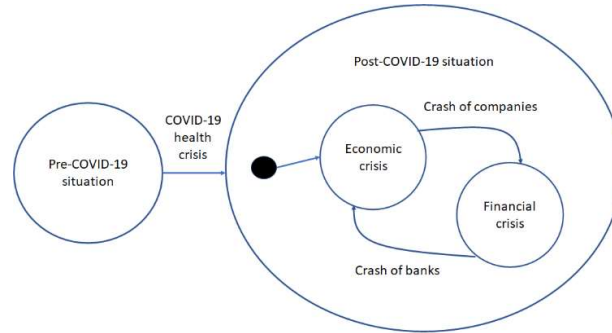 Post-COVID-19 situation
COVID-19
health
crisis
Crash of companies
Pre-COVID-19
situation
Economic
crisis
Financial
crisis
Crash of banks